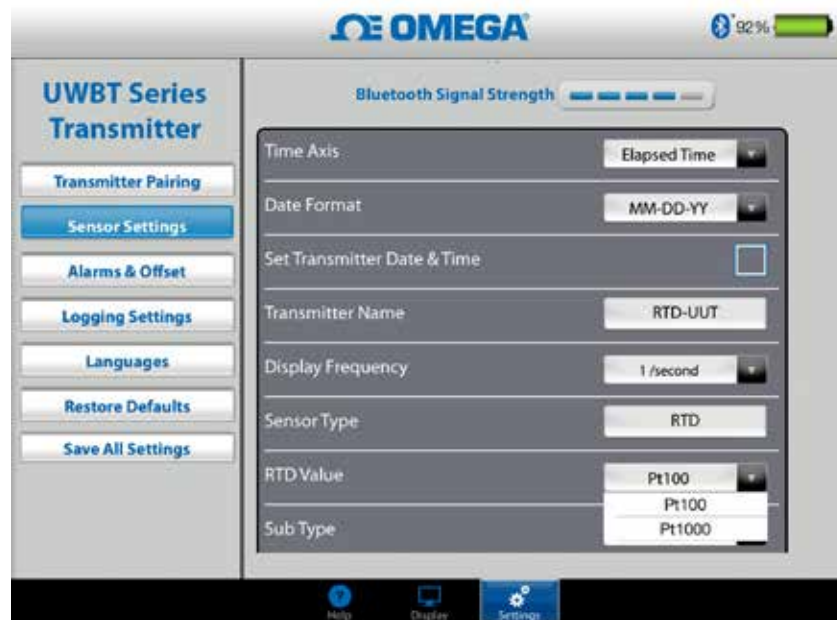 OMEGA
92%
UWBT Series
Transmitter
Transmitter Pairing
Sensor Settings
Alarms & Offset
Logging Settings
Languages
Restore Defaults
Save All Settings
Bluetooth Signal Strength
Time Axis
Elapsed Time
Date Format
MM-DD-YY
Set Transmitter Date & Time
Transmitter Name
RTD-UUT
Display Frequency
1 /second
Sensor Type
RTD
RTD Value
Pt100
Pt100
Pt1000
Sub Type
Help
Display
Settings